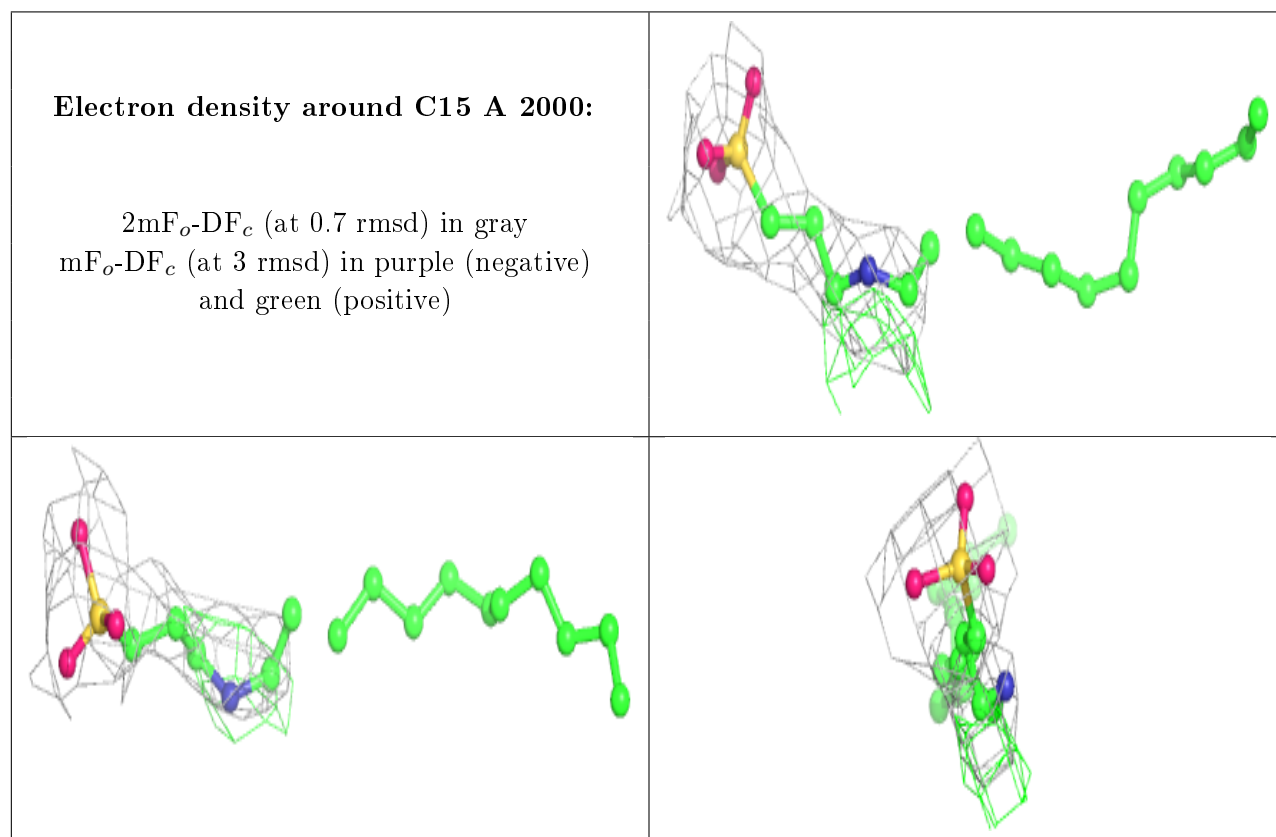 Electron density around C15 A 2000:
2mFo-DFc (at 0.7 rmsd) in gray
mFo-DFc (at 3 rmsd) in purple (negative)
and green (positive)